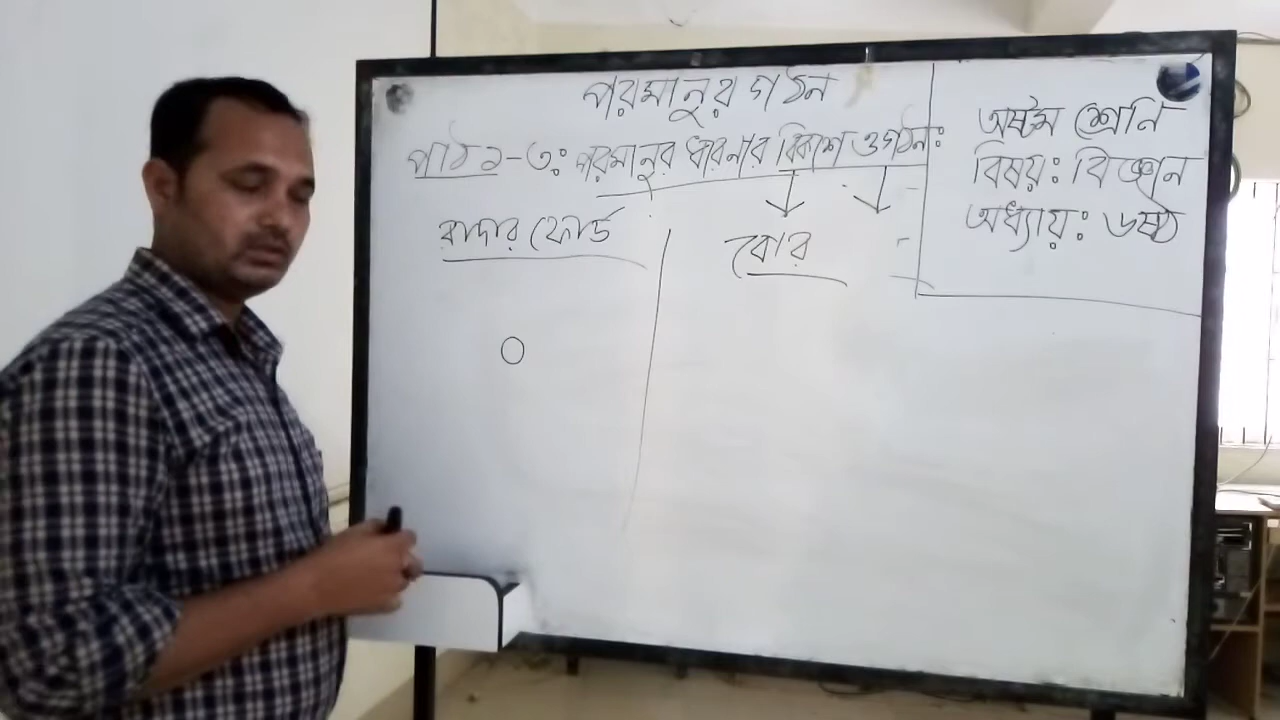 পরমানুর গঠন
পাঠ ১-৩: পরমানুর ধারনার বিকাশ ও গঠন:
রাদার ফোর্ড
বোর
অষ্টম শ্রেনি
বিষয়: বিজ্ঞান
অধ্যায়: ৬ষ্ঠ